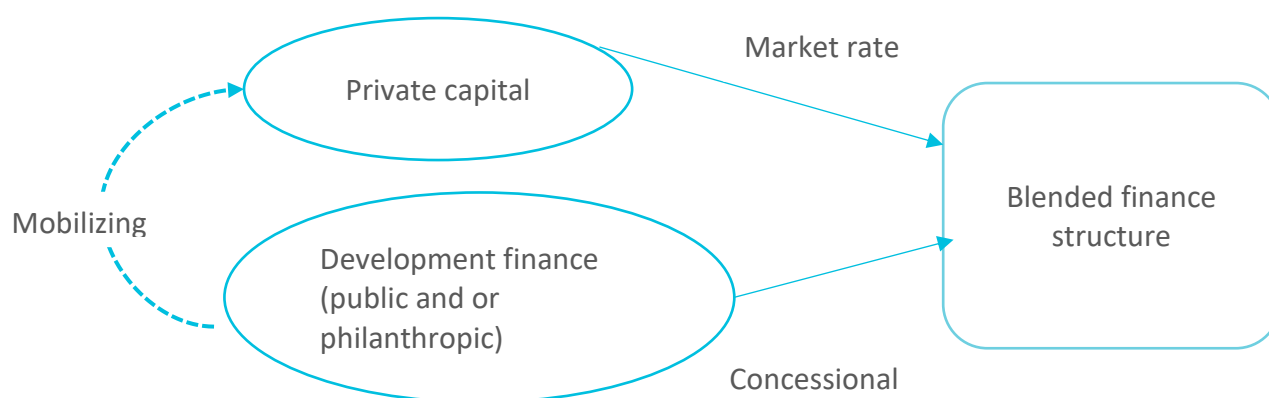 Market rate
Private capital
Mobilizing
Blended finance
structure
Development finance
(public and or
philanthropic)
Concessional